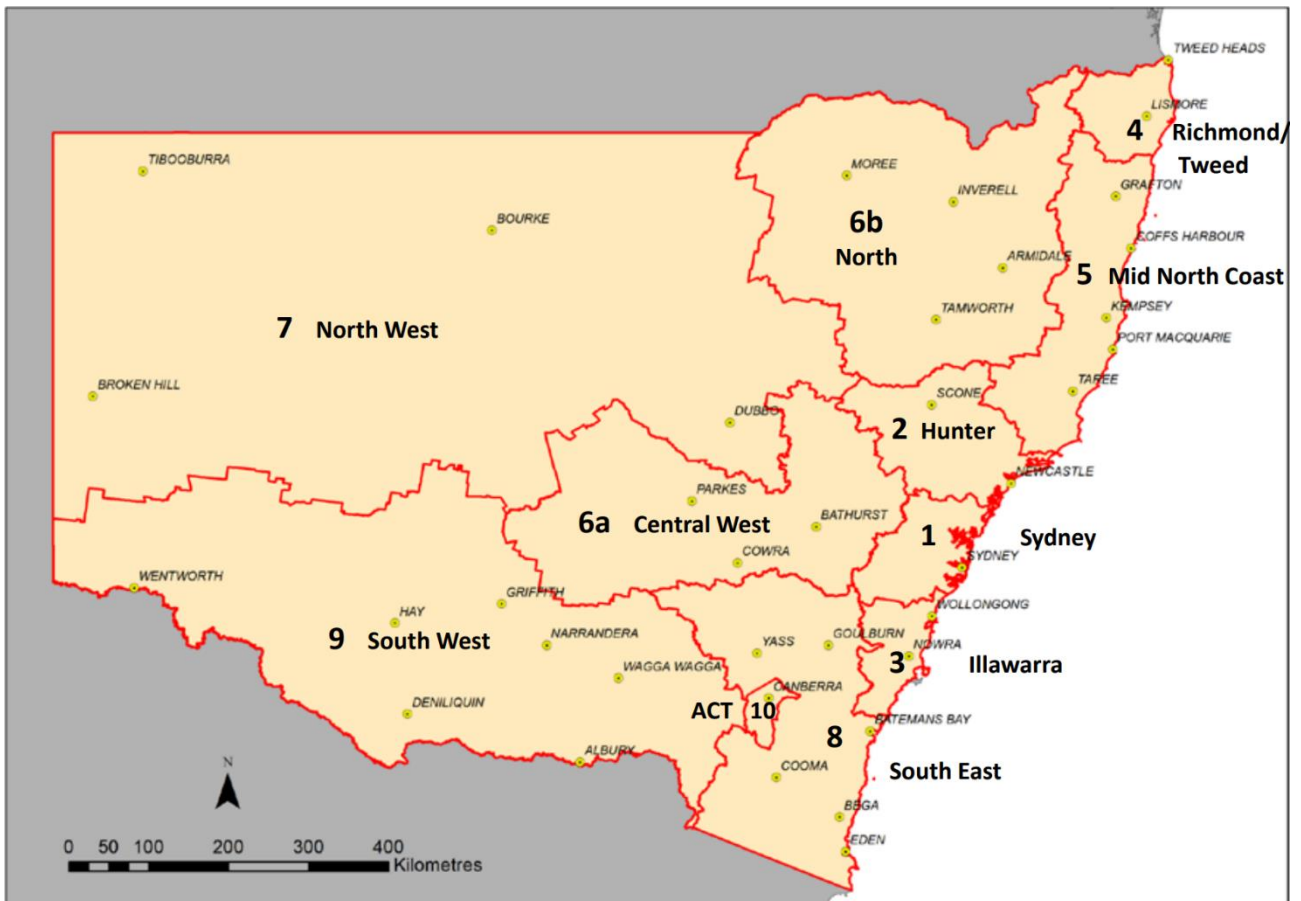 TWEED HEADS
LISMORE
4 Richmond/
Tweed
TIBOOBURRA
MOREE
INVERELL
GRAFTON
BOURKE
6b
North
COFFS HARBOUR
ARMIDALE
5 Mid North Coast
7 North West
TAMWORTH
KEMPSEY
PORT MACQUARIE
BROKEN HILL
SCONE
TAREE
DUBBO
2 Hunter
NEWCASTLE
PARKES
6a Central West
BATHURST
1
Sydney
COWRA
SYDNEY
WENTWORTH
GRIFFITH
WOLLONGONG
HAY
9 South West
NARRANDERA
YASS
GOULBURN
NOWRA
3
Illawarra
WAGGA WAGGA
CANBERRA
DENILIQUIN
ACT 10
8
BATEMANS BAY
ALBURY
COOMA
South East
N
BEGA
EDEN
0 50 100 200 300 400
Kilometres